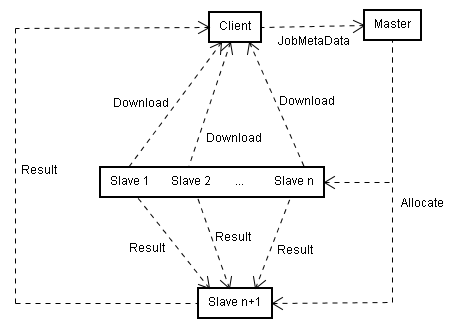 Client
Master
JobMetaData
Download
Download
Download
Result
Slave 1
Slave 2
...
Slave n
Allocate
Result
Result
Result
Slave n+1